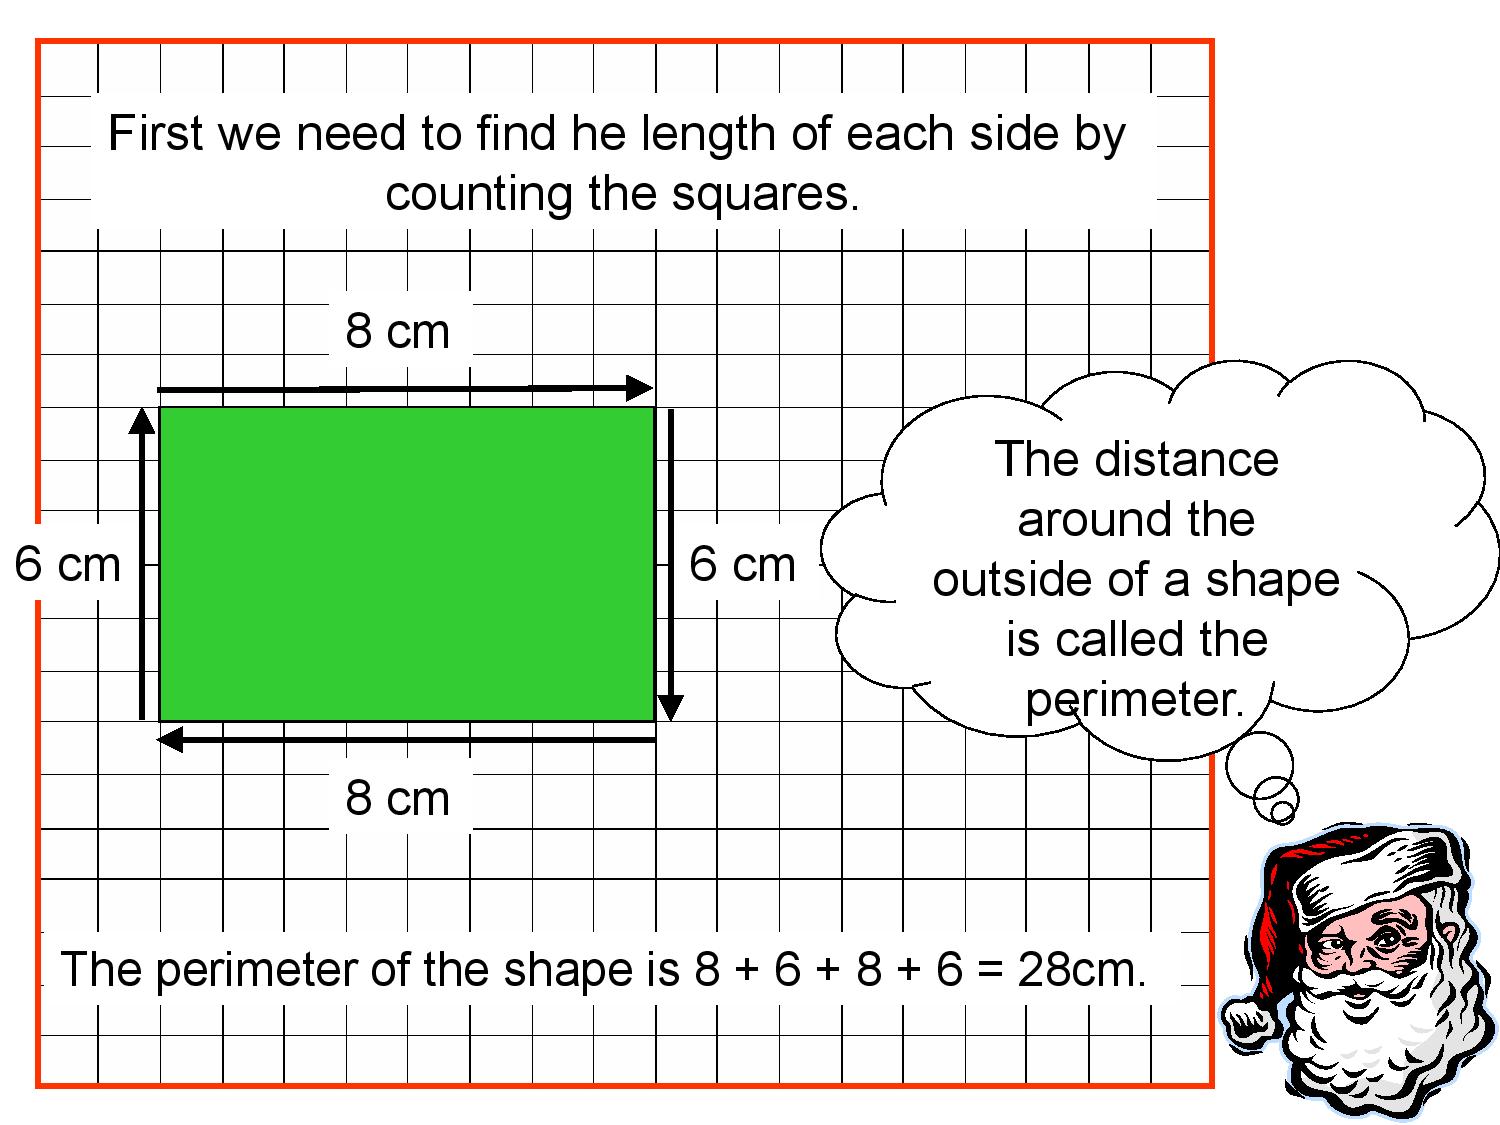 First we need to find he length of each side by
counting the squares.
8 cm
6 cm
6 cm
8 cm
The distance
around the
outside of a shape
is called the
perimeter.
The perimeter of the shape is 8 + 6 + 8 + 6 = 28cm.